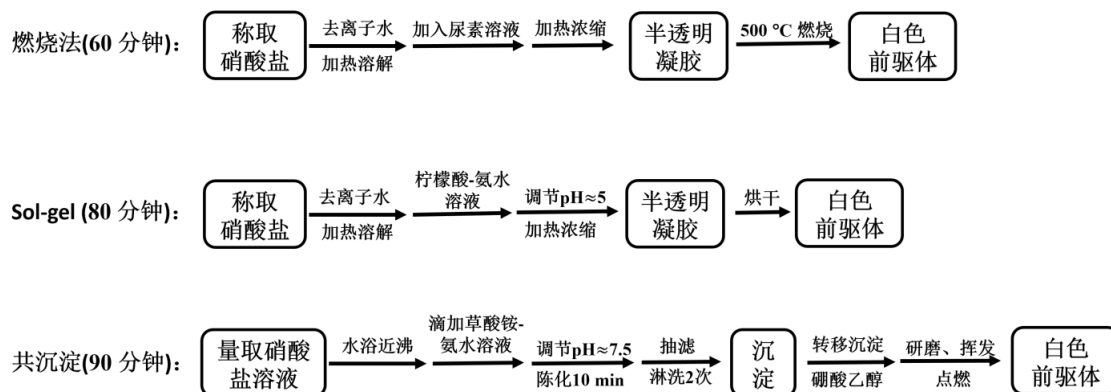 燃烧法(60 分钟)：
称取
硝酸盐
去离子水
加热溶解
加入尿素溶液
加热浓缩
半透明
凝胶
500 °C 燃烧
白色
前驱体
Sol-gel (80 分钟)：
称取
硝酸盐
去离子水
加热溶解
柠檬酸-氨水
溶液
调节pH≈5
加热浓缩
半透明
凝胶
烘干
白色
前驱体
共沉淀(90 分钟)：
量取硝酸
盐溶液
水浴近沸
滴加草酸铵-
氨水溶液
调节pH≈7.5
陈化10 min
抽滤
淋洗2次
沉
淀
转移沉淀
硼酸乙醇
研磨、挥发
点燃
白色
前驱体